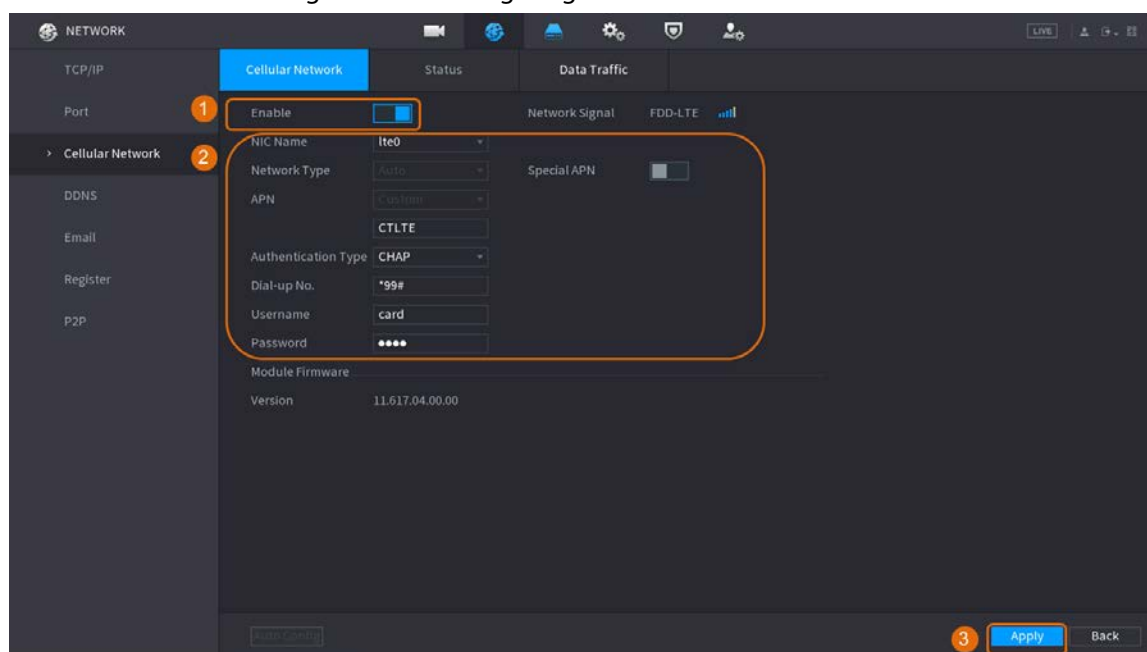 NETWORK
LIVE
TCP/IP
Cellular Network
Status
Data Traffic
Port
1
Enable
Network Signal
FDD-LTE
Cellular Network
2
NIC Name
lte0
Network Type
Auto
Special APN
DDNS
APN
Custom
Email
CTLTE
Authentication Type
CHAP
Register
Dial-up No.
*99#
Username
card
P2P
Password
Module Firmware
Version
11.617.04.00.00
Auto Config
3
Apply
Back